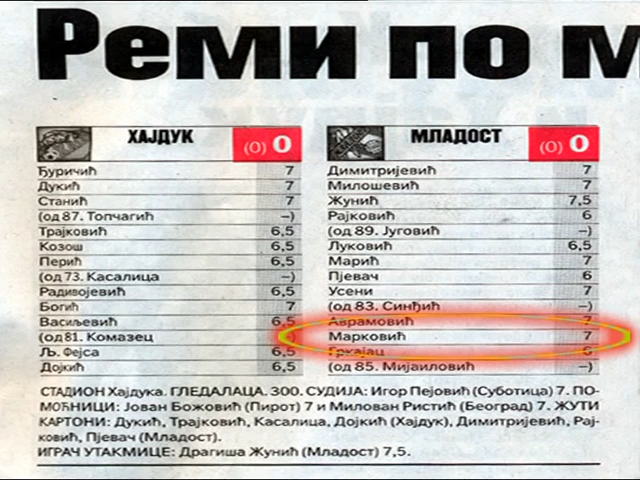 Реми по м
ХАЈДУК (0) 0
Ђуричић 7
Дукић 7
Станић 7
(од 87. Топчагић –)
Трајковић 6,5
Козош 6,5
Перић 6,5
(од 73. Касалица –)
Радивојевић 6,5
Богић 7
Васиљевић 6,5
(од 81. Комазец
Љ. Фејса 6,5
Дојкић 6,5
МЛАДОСТ (0) 0
Димитријевић 7
Милошевић 7
Жунић 7,5
Рајковић 6
(од 89. Југовић –)
Луковић 6,5
Марић 7
Пјевач 6
Усени 7
(од 83. Синђић –)
Аврамовић 7
Марковић 7
Гркајац 6
(од 85. Мијаиловић –)
СТАДИОН Хајдука. ГЛЕДАЛАЦА. 300. СУДИЈА: Игор Пејовић (Суботица) 7. ПО-
МОЋНИЦИ: Јован Божовић (Пирот) 7 и Милован Ристић (Београд) 7. ЖУТИ
КАРТОНИ: Дукић, Трајковић, Касалица, Дојкић (Хајдук), Димитријевић, Рај-
ковић, Пјевач (Младост).
ИГРАЧ УТАКМИЦЕ: Драгиша Жунић (Младост) 7,5.